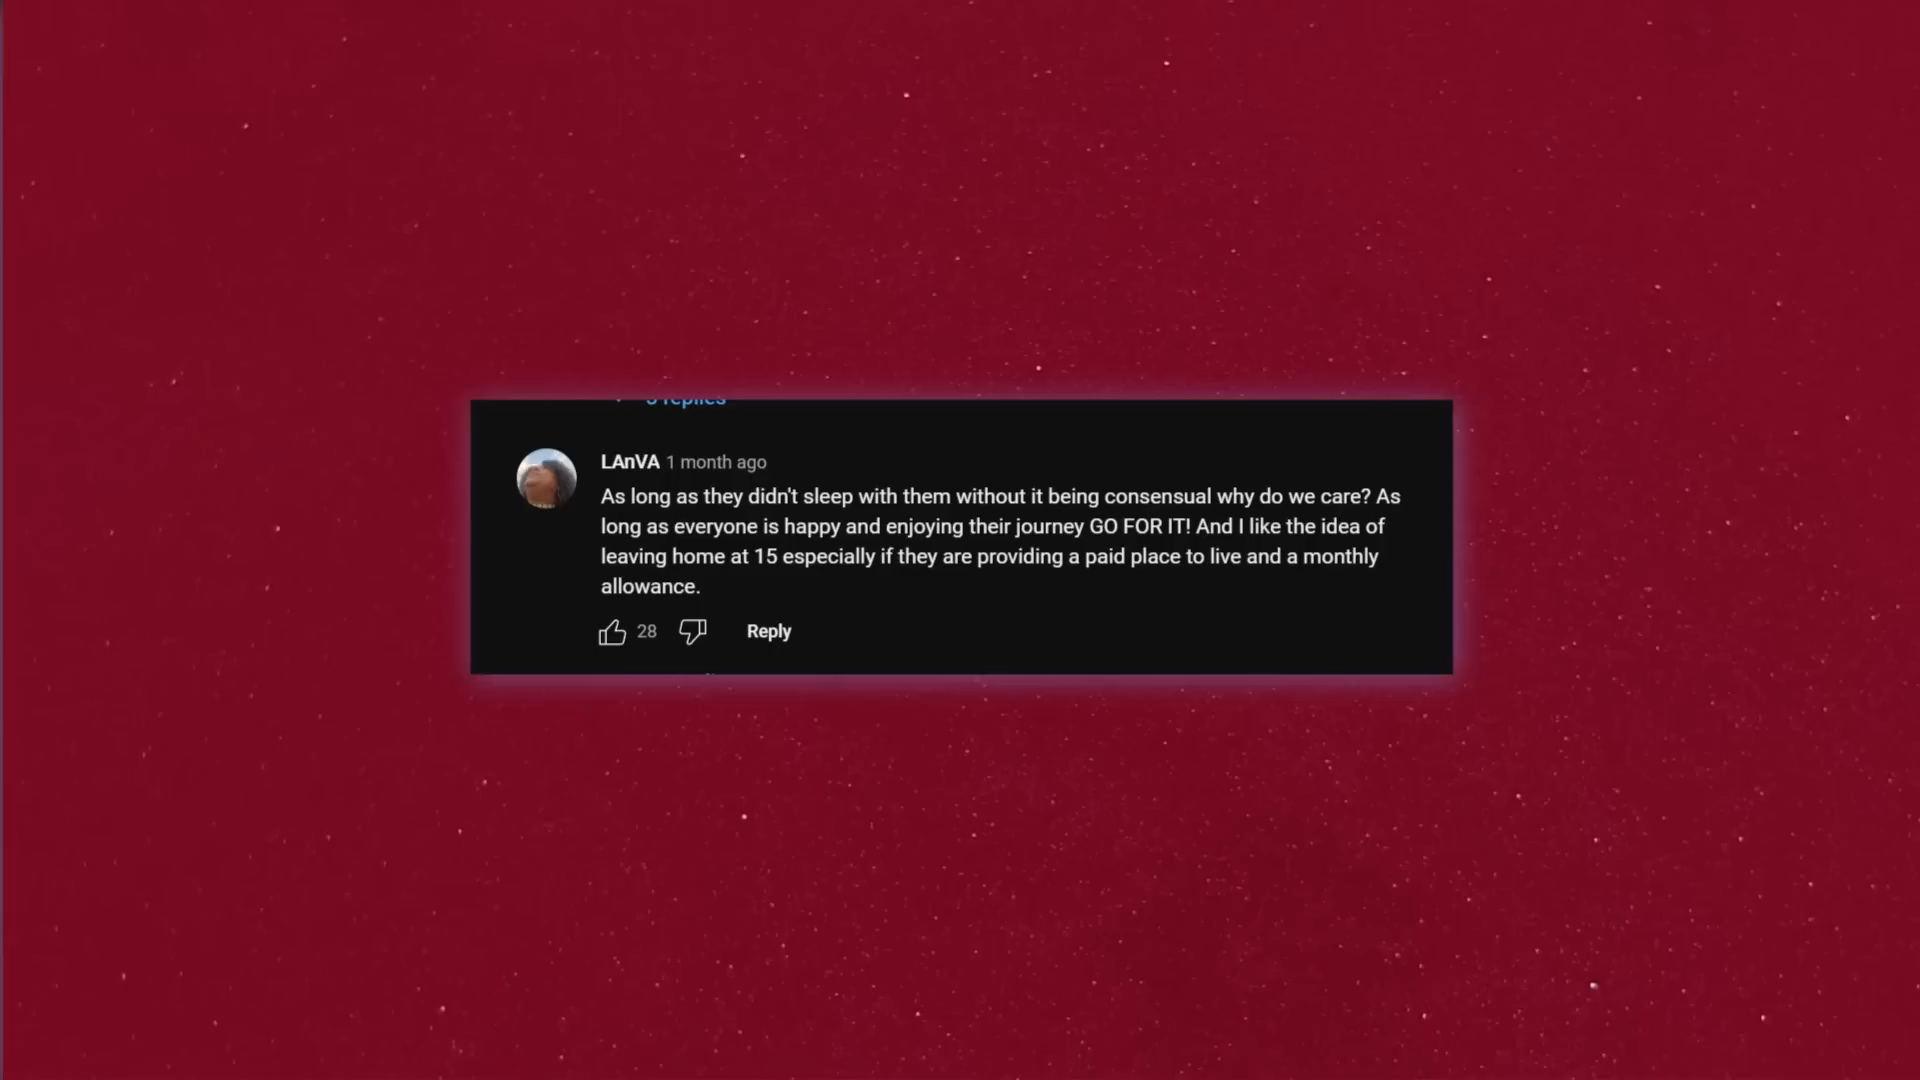 5 replies
LAnVA 1 month ago
As long as they didn't sleep with them without it being consensual why do we care? As
long as everyone is happy and enjoying their journey GO FOR IT! And I like the idea of
leaving home at 15 especially if they are providing a paid place to live and a monthly
allowance.
28 Reply